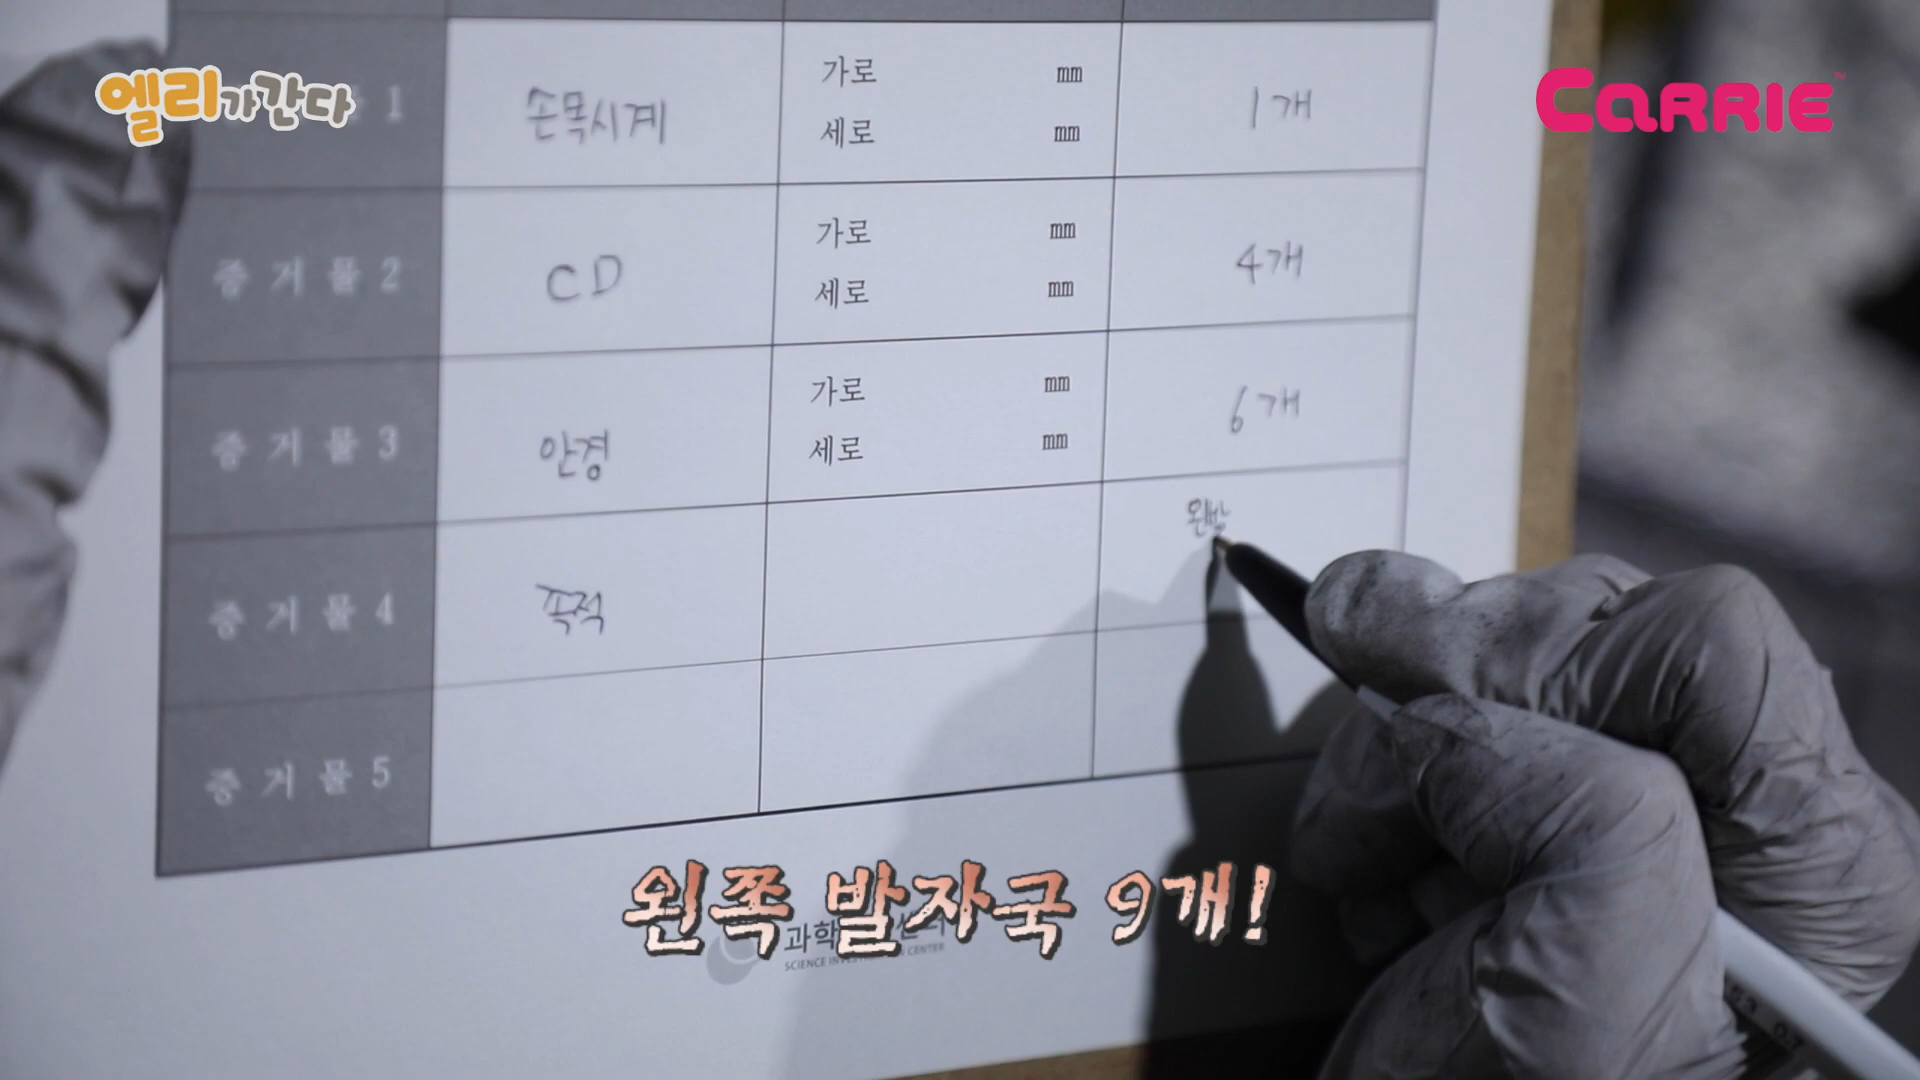 엘리가간다
CARRIE
1
손목시계
가로 mm
세로 mm
1개
증거물2
CD
가로 mm
세로 mm
4개
증거물3
안경
가로 mm
세로 mm
6개
증거물4
족적
왼발
증거물5
왼쪽 발자국 9개!
과학
SCIENCE CENTER